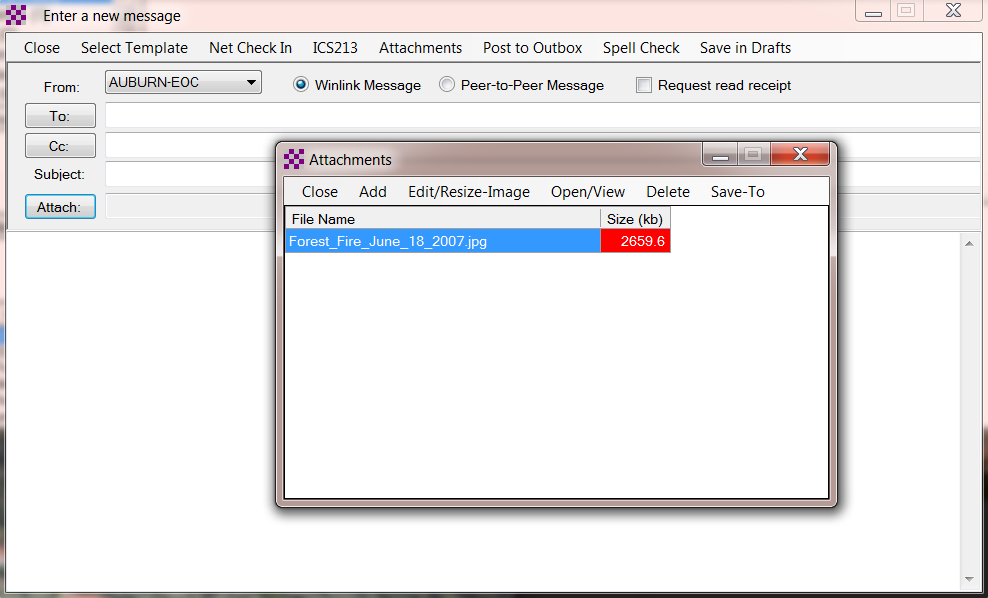 Enter a new message
Close Select Template Net Check In ICS213 Attachments Post to Outbox Spell Check Save in Drafts
From: AUBURN-EOC Winlink Message Peer-to-Peer Message Request read receipt
To:
Cc:
Subject:
Attach:
Attachments
Close Add Edit/Resize-Image Open/View Delete Save-To
File Name Size (kb)
Forest_Fire_June_18_2007.jpg 2659.6